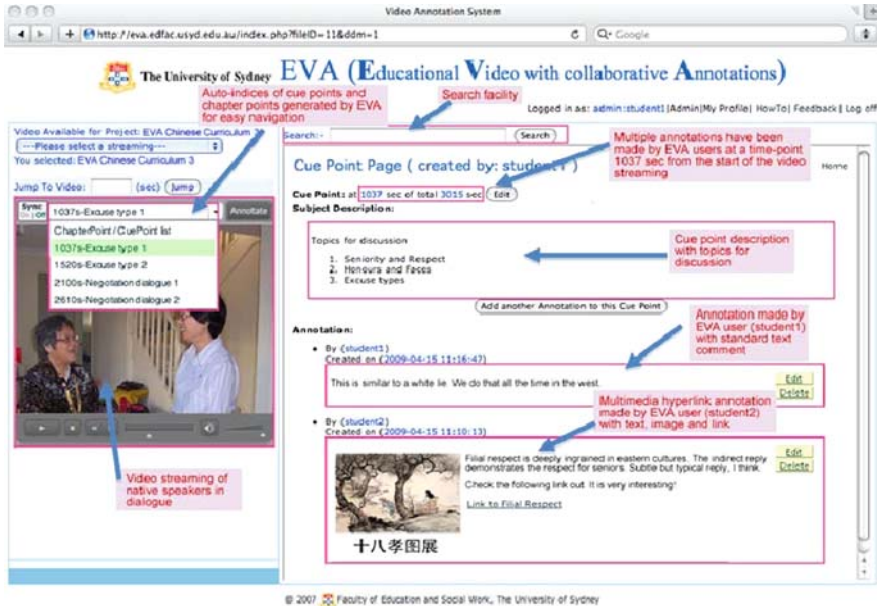 Video Annotation System
http://eva.edfac.usyd.edu.au/index.php?fileID=11&ddm=1
Google
The University of Sydney EVA (Educational Video with collaborative Annotations)
Auto-indices of cue points and
chapter points generated by EVA
for easy navigation
Search facility
Logged in as: admin:student1|Admin|My Profile| HowTo| Feedback| Log off
Video Available for Project: EVA Chinese Curriculum 3
---Please select a streaming---
You selected: EVA Chinese Curriculum 3
Search:-
Search
Multiple annotations have been
made by EVA users at a time-point
1037 sec from the start of the video
streaming
Jump To Video: (sec) Jump
Cue Point Page ( created by: student1 )
Home
Sync
On | Off
1037s-Excuse type 1
Annotate
ChapterPoint / CuePoint list
1037s-Excuse type 1
1520s-Excuse type 2
2100s-Negotiation dialogue 1
2610s-Negotiation dialogue 2
Cue Point: at 1037 sec of total 3015 sec Edit
Subject Description:
Topics for discussion
1. Seniority and Respect
2. Honours and Faces
3. Excuse types
Cue point description
with topics for
discussion
Add another Annotation to this Cue Point
Annotation:
Annotation made by
EVA user (student1)
with standard text
comment
• By (student1)
Created on (2009-04-15 11:16:47)
This is similar to a white lie. We do that all the time in the west.
Edit
Delete
Multimedia hyperlink annotation
made by EVA user (student2)
with text, image and link
• By (student2)
Created on (2009-04-15 11:10:13)
Filial respect is deeply ingrained in eastern cultures. The indirect reply
demonstrates the respect for seniors. Subtle but typical reply, I think.
Check the following link out. It is very interesting!
Link to Filial Respect
Edit
Delete
十八孝图展
Video streaming of
native speakers in
dialogue
© 2007 Faculty of Education and Social Work, The University of Sydney